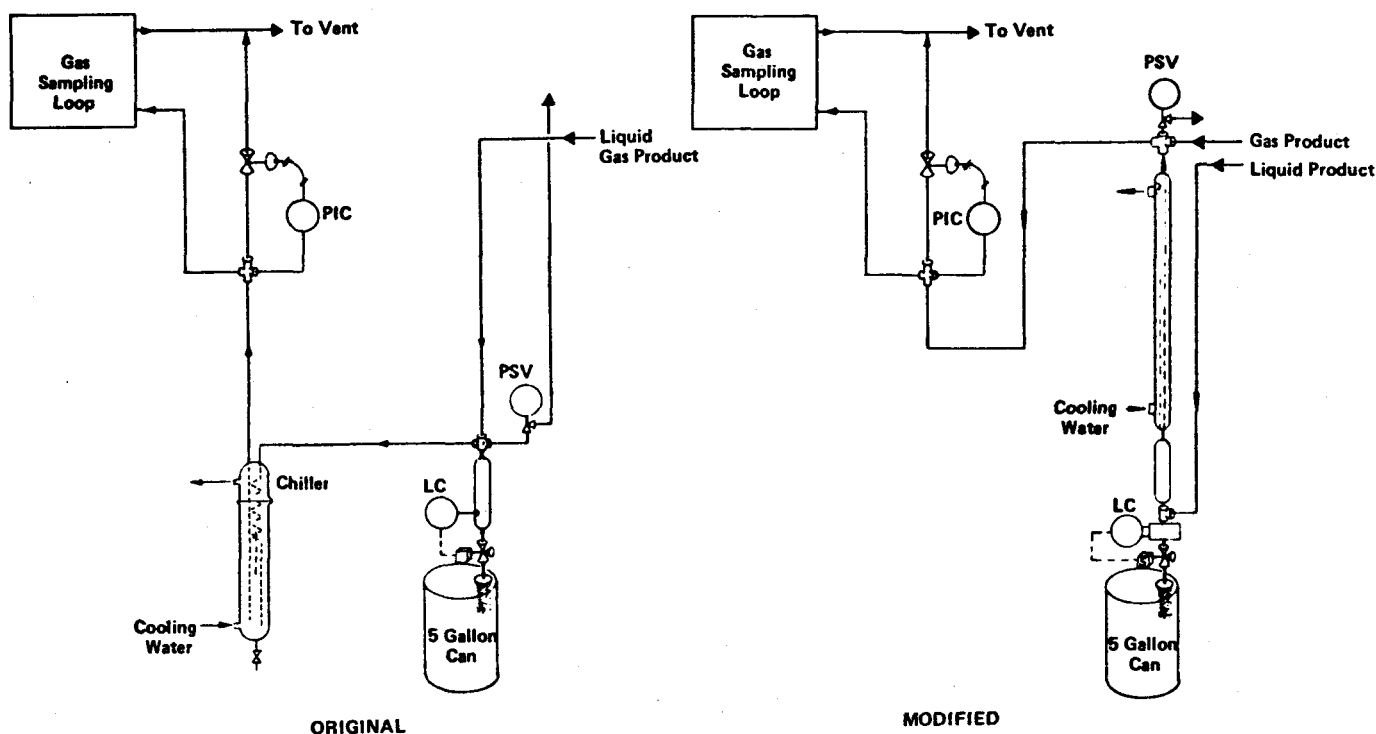 Gas
Sampling
Loop
To Vent
PIC
Liquid
Gas Product
PSV
Chiller
LC
Cooling
Water
5 Gallon
Can
ORIGINAL
Gas
Sampling
Loop
To Vent
PSV
Gas Product
Liquid Product
PIC
Cooling
Water
LC
S
5 Gallon
Can
MODIFIED